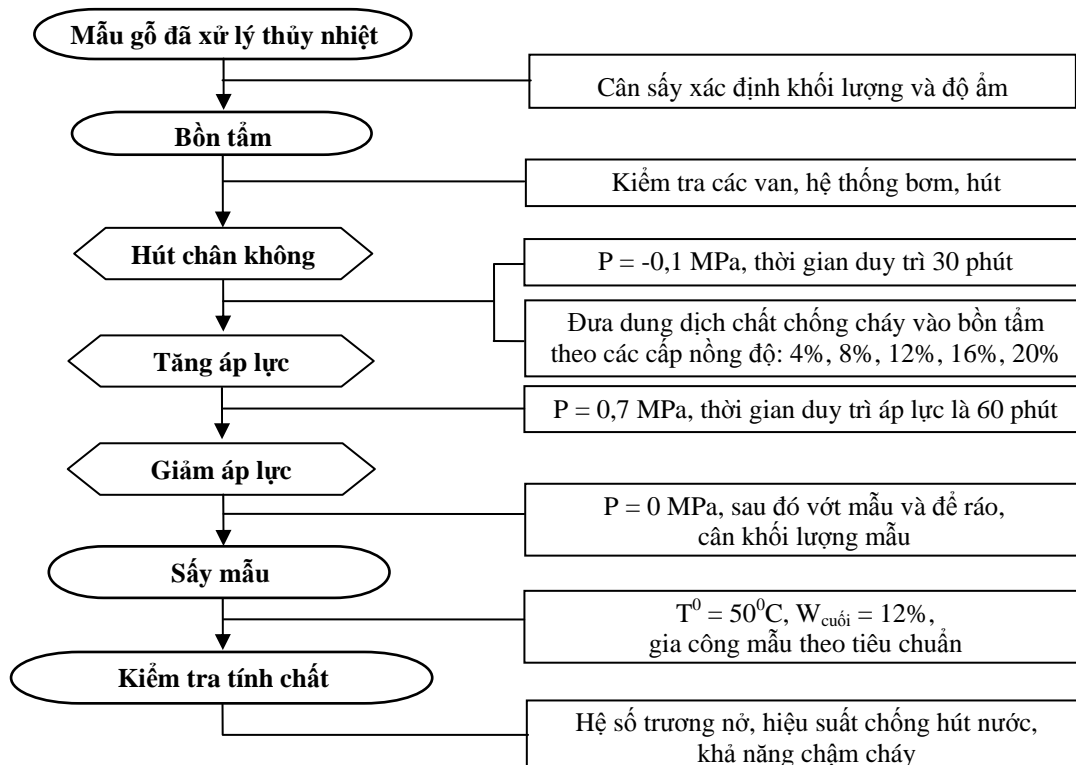 Mẫu gỗ đã xử lý thủy nhiệt
Cân sấy xác định khối lượng và độ ẩm
Bồn tẩm
Kiểm tra các van, hệ thống bơm, hút
Hút chân không
P = -0,1 MPa, thời gian duy trì 30 phút
Đưa dung dịch chất chống cháy vào bồn tẩm
theo các cấp nồng độ: 4%, 8%, 12%, 16%, 20%
Tăng áp lực
P = 0,7 MPa, thời gian duy trì áp lực là 60 phút
Giảm áp lực
P = 0 MPa, sau đó vớt mẫu và để ráo,
cân khối lượng mẫu
Sấy mẫu
T⁰ = 50⁰C, Wcuối = 12%,
gia công mẫu theo tiêu chuẩn
Kiểm tra tính chất
Hệ số trương nở, hiệu suất chống hút nước,
khả năng chậm cháy